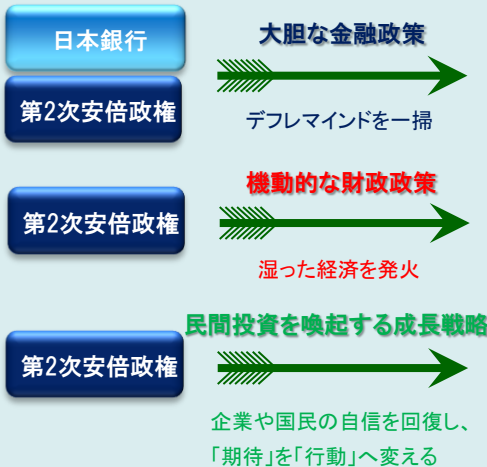 日本銀行
第2次安倍政権
大胆な金融政策
デフレマインドを一掃
第2次安倍政権
機動的な財政政策
湿った経済を発火
第2次安倍政権
民間投資を喚起する成長戦略
企業や国民の自信を回復し、
「期待」を「行動」へ変える